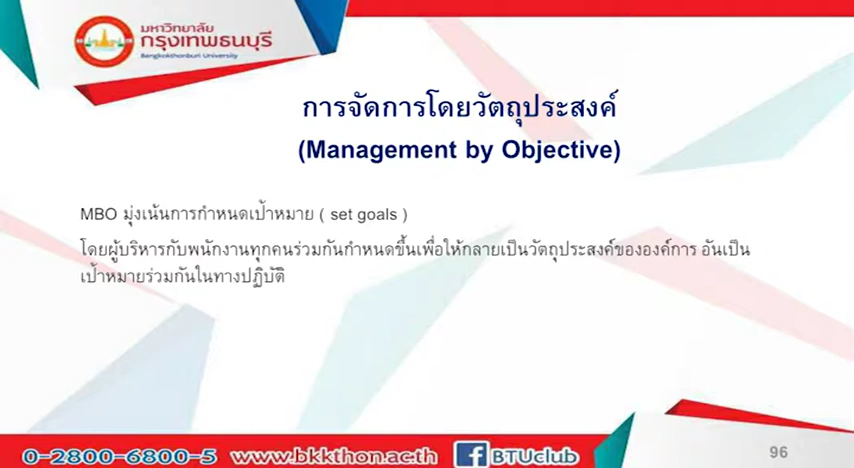 มหาวิทยาลัย
กรุงเทพธนบุรี
Bangkokthonburi University
การจัดการโดยวัตถุประสงค์
(Management by Objective)
MBO มุ่งเน้นการกำหนดเป้าหมาย ( set goals )
โดยผู้บริหารกับพนักงานทุกคนร่วมกันกำหนดขึ้นเพื่อให้กลายเป็นวัตถุประสงค์ขององค์การ อันเป็น
เป้าหมายร่วมกันในทางปฏิบัติ
0-2800-6800-5 www.bkkthon.ac.th BTUclub
96